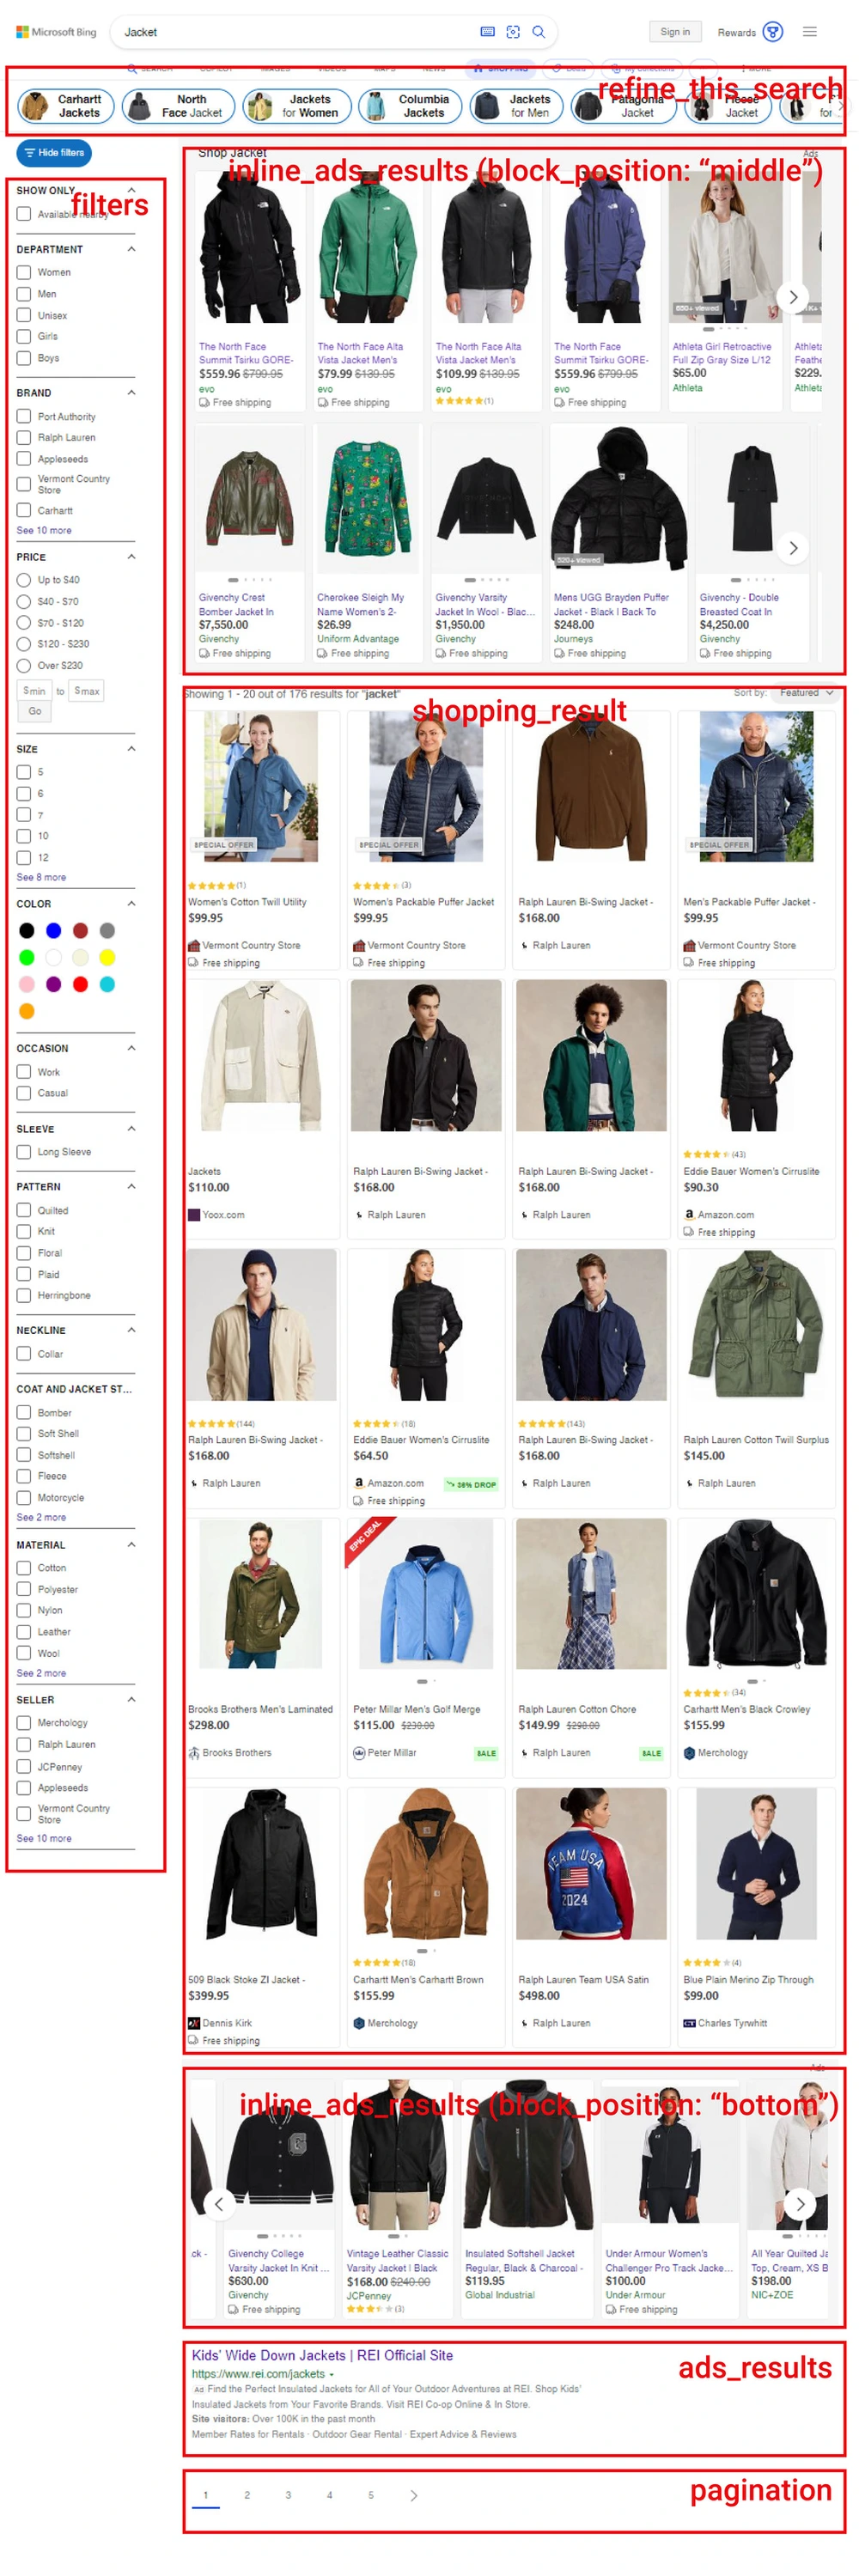 Microsoft Bing
Jacket
Sign in
Rewards
SEARCH
COPILOT
IMAGES
VIDEOS
MAPS
NEWS
SHOPPING
My Collections
MORE
refine_this_search
Carhartt
Jackets
North
Face Jacket
Jackets
for Women
Columbia
Jackets
Jackets
for Men
Patagonia
Jacket
Fleece
Jacket
for
Hide filters
filters
SHOW ONLY
Available nearby
DEPARTMENT
Women
Men
Unisex
Girls
Boys
BRAND
Port Authority
Ralph Lauren
Appleseeds
Vermont Country
Store
Carhartt
See 10 more
PRICE
Up to $40
$40 - $70
$70 - $120
$120 - $230
Over $230
$ min to $ max
Go
SIZE
5
6
7
10
12
See 8 more
COLOR
OCCASION
Work
Casual
SLEEVE
Long Sleeve
PATTERN
Quilted
Knit
Floral
Plaid
Herringbone
NECKLINE
Collar
COAT AND JACKET ST...
Bomber
Soft Shell
Softshell
Fleece
Motorcycle
See 2 more
MATERIAL
Cotton
Polyester
Nylon
Leather
Wool
See 2 more
SELLER
Merchology
Ralph Lauren
JCPenney
Appleseeds
Vermont Country
Store
See 10 more
Shop Jacket
Ads
inline_ads_results (block_position: “middle”)
The North Face
Summit Tsirku GORE-
$559.96 $799.95
evo
Free shipping
The North Face Alta
Vista Jacket Men's
$79.99 $139.95
evo
Free shipping
The North Face Alta
Vista Jacket Men's
$109.99 $139.95
evo
(1)
The North Face
Summit Tsirku GORE-
$559.96 $799.95
evo
Free shipping
650+ viewed
Athleta Girl Retroactive
Full Zip Gray Size L/12
$65.00
Athleta
Athleta
Feathe
$229.
Athleta
Givenchy Crest
Bomber Jacket In
$7,550.00
Givenchy
Free shipping
Cherokee Sleigh My
Name Women's 2-
$26.99
Uniform Advantage
Free shipping
Givenchy Varsity
Jacket In Wool - Blac...
$1,950.00
Givenchy
Free shipping
520+ viewed
Mens UGG Brayden Puffer
Jacket - Black | Back To
$248.00
Journeys
Free shipping
Givenchy - Double
Breasted Coat In
$4,250.00
Givenchy
Free shipping
Showing 1 - 20 out of 176 results for "jacket"
Sort by: Featured
shopping_result
SPECIAL OFFER
(1)
Women's Cotton Twill Utility
$99.95
Vermont Country Store
Free shipping
SPECIAL OFFER
(3)
Women's Packable Puffer Jacket
$99.95
Vermont Country Store
Free shipping
Ralph Lauren Bi-Swing Jacket -
$168.00
Ralph Lauren
SPECIAL OFFER
Men's Packable Puffer Jacket -
$99.95
Vermont Country Store
Free shipping
Jackets
$110.00
Yoox.com
Ralph Lauren Bi-Swing Jacket -
$168.00
Ralph Lauren
Ralph Lauren Bi-Swing Jacket -
$168.00
Ralph Lauren
(43)
Eddie Bauer Women's Cirruslite
$90.30
Amazon.com
Free shipping
(144)
Ralph Lauren Bi-Swing Jacket -
$168.00
Ralph Lauren
(18)
Eddie Bauer Women's Cirruslite
$64.50
Amazon.com
36% DROP
Free shipping
(143)
Ralph Lauren Bi-Swing Jacket -
$168.00
Ralph Lauren
Ralph Lauren Cotton Twill Surplus
$145.00
Ralph Lauren
Brooks Brothers Men's Laminated
$298.00
Brooks Brothers
EPIC DEAL
Peter Millar Men's Golf Merge
$115.00 $230.00
Peter Millar
SALE
Ralph Lauren Cotton Chore
$149.99 $298.00
Ralph Lauren
SALE
(34)
Carhartt Men's Black Crowley
$155.99
Merchology
509 Black Stoke ZI Jacket -
$399.95
Dennis Kirk
Free shipping
(18)
Carhartt Men's Carhartt Brown
$155.99
Merchology
TEAM USA
2024
Ralph Lauren Team USA Satin
$498.00
Ralph Lauren
(4)
Blue Plain Merino Zip Through
$99.00
Charles Tyrwhitt
Ads
inline_ads_results (block_position: “bottom”)
ck -
Givenchy College
Varsity Jacket In Knit ...
$630.00
Givenchy
Free shipping
Vintage Leather Classic
Varsity Jacket | Black
$168.00 $240.00
JCPenney
(3)
Insulated Softshell Jacket
Regular, Black & Charcoal -
$119.95
Global Industrial
Under Armour Women's
Challenger Pro Track Jacke...
$100.00
Under Armour
Free shipping
All Year Quilted Ja
Top, Cream, XS B
$198.00
NIC+ZOE
Kids' Wide Down Jackets | REI Official Site
https://www.rei.com/jackets
ads_results
Ad Find the Perfect Insulated Jackets for All of Your Outdoor Adventures at REI. Shop Kids'
Insulated Jackets from Your Favorite Brands. Visit REI Co-op Online & In Store.
Site visitors: Over 100K in the past month
Member Rates for Rentals · Outdoor Gear Rental · Expert Advice & Reviews
pagination
1 2 3 4 5